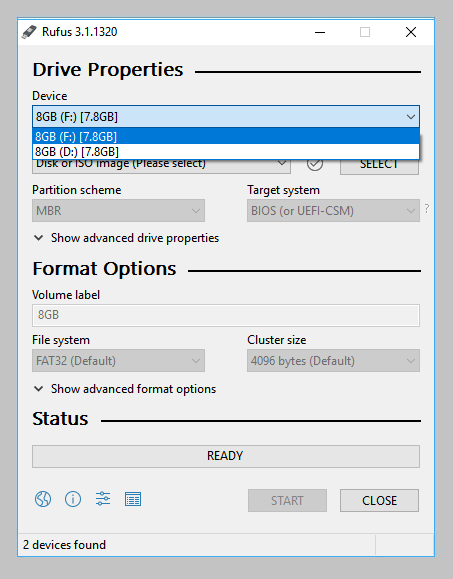 Rufus 3.1.1320
Drive Properties
Device
8GB (F:) [7.8GB]
8GB (F:) [7.8GB]
8GB (D:) [7.8GB]
Disk or ISO image (Please select)
SELECT
Partition scheme
Target system
MBR
BIOS (or UEFI-CSM)
?
Show advanced drive properties
Format Options
Volume label
8GB
File system
Cluster size
FAT32 (Default)
4096 bytes (Default)
Show advanced format options
Status
READY
START
CLOSE
2 devices found